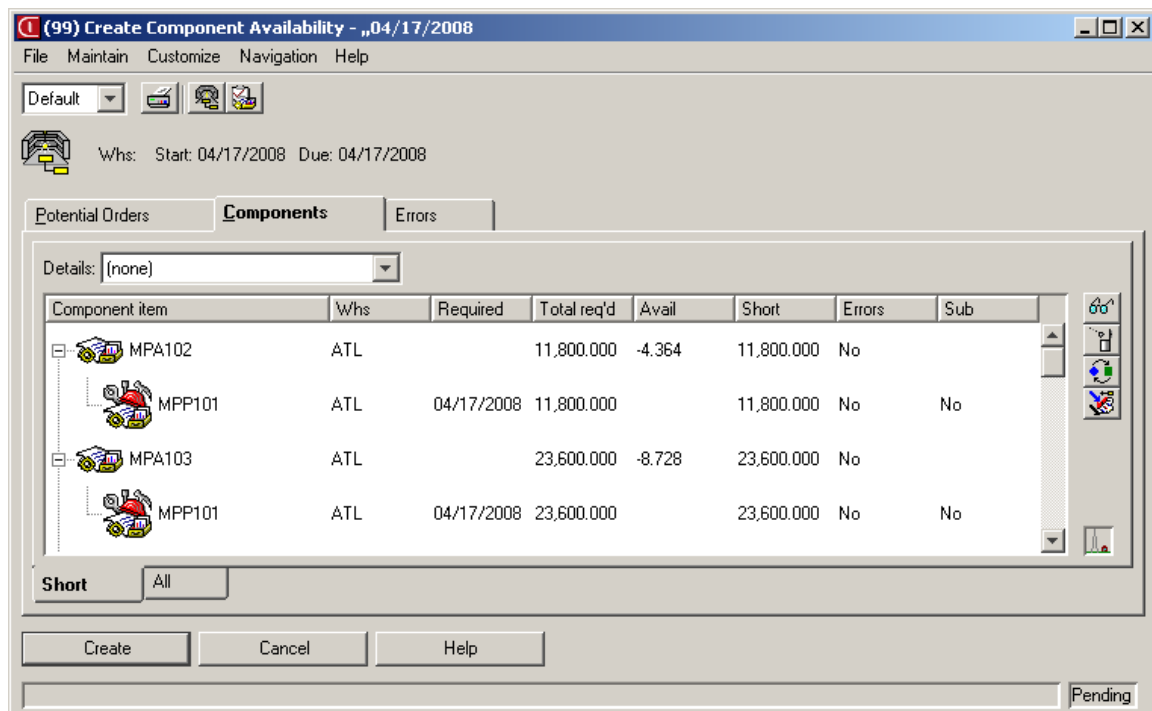 (99) Create Component Availability - ,,04/17/2008
File Maintain Customize Navigation Help
Default
Whs: Start: 04/17/2008 Due: 04/17/2008
Potential Orders Components Errors
Details: (none)
Component item Whs Required Total req'd Avail Short Errors Sub
MPA102 ATL 11,800.000 -4.364 11,800.000 No
MPP101 ATL 04/17/2008 11,800.000 11,800.000 No No
MPA103 ATL 23,600.000 -8.728 23,600.000 No
MPP101 ATL 04/17/2008 23,600.000 23,600.000 No No
Short All
Create Cancel Help
Pending